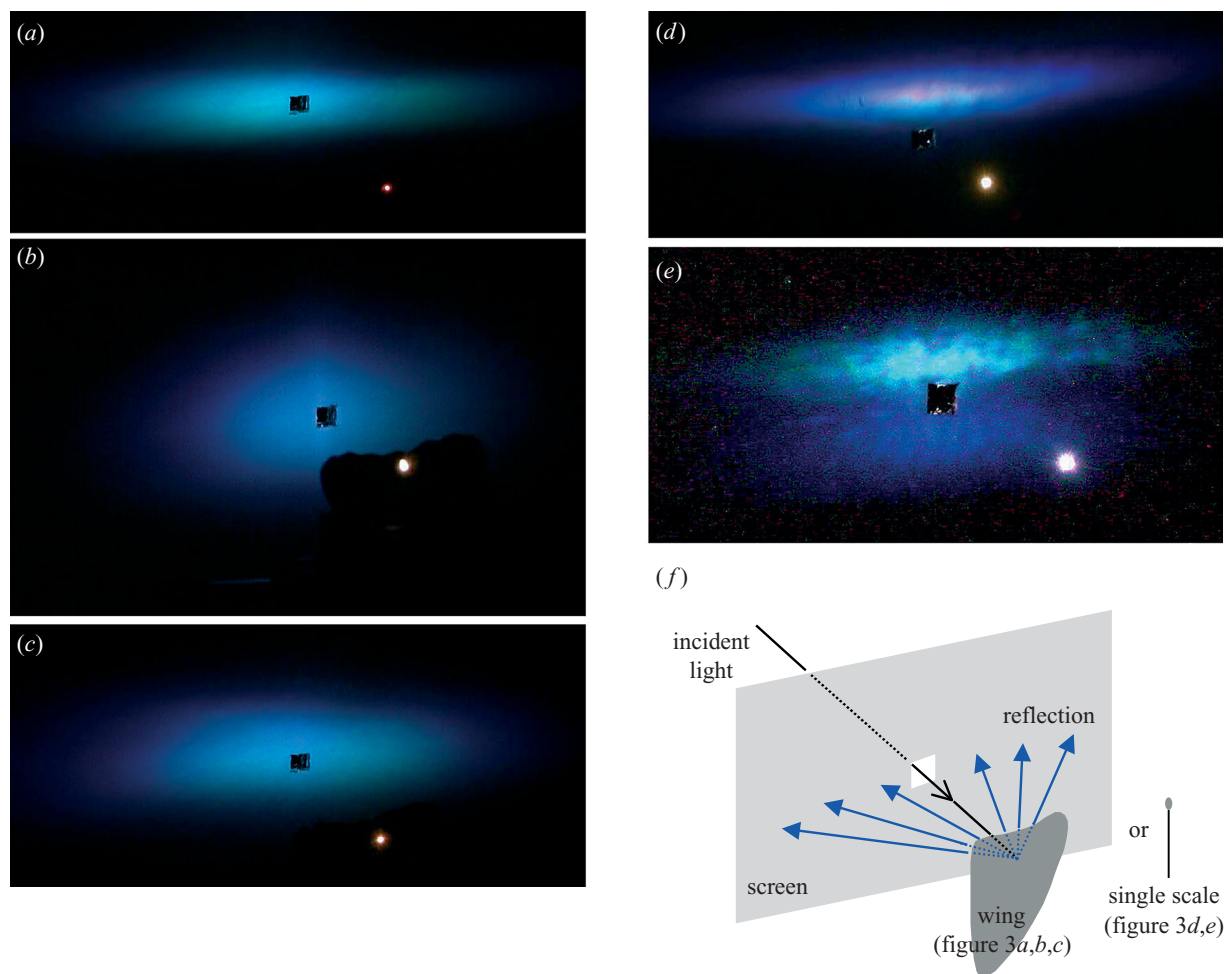 (a)
(b)
(c)
(d)
(e)
(f)
incident
light
reflection
screen
wing
(figure 3a,b,c)
or
single scale
(figure 3d,e)